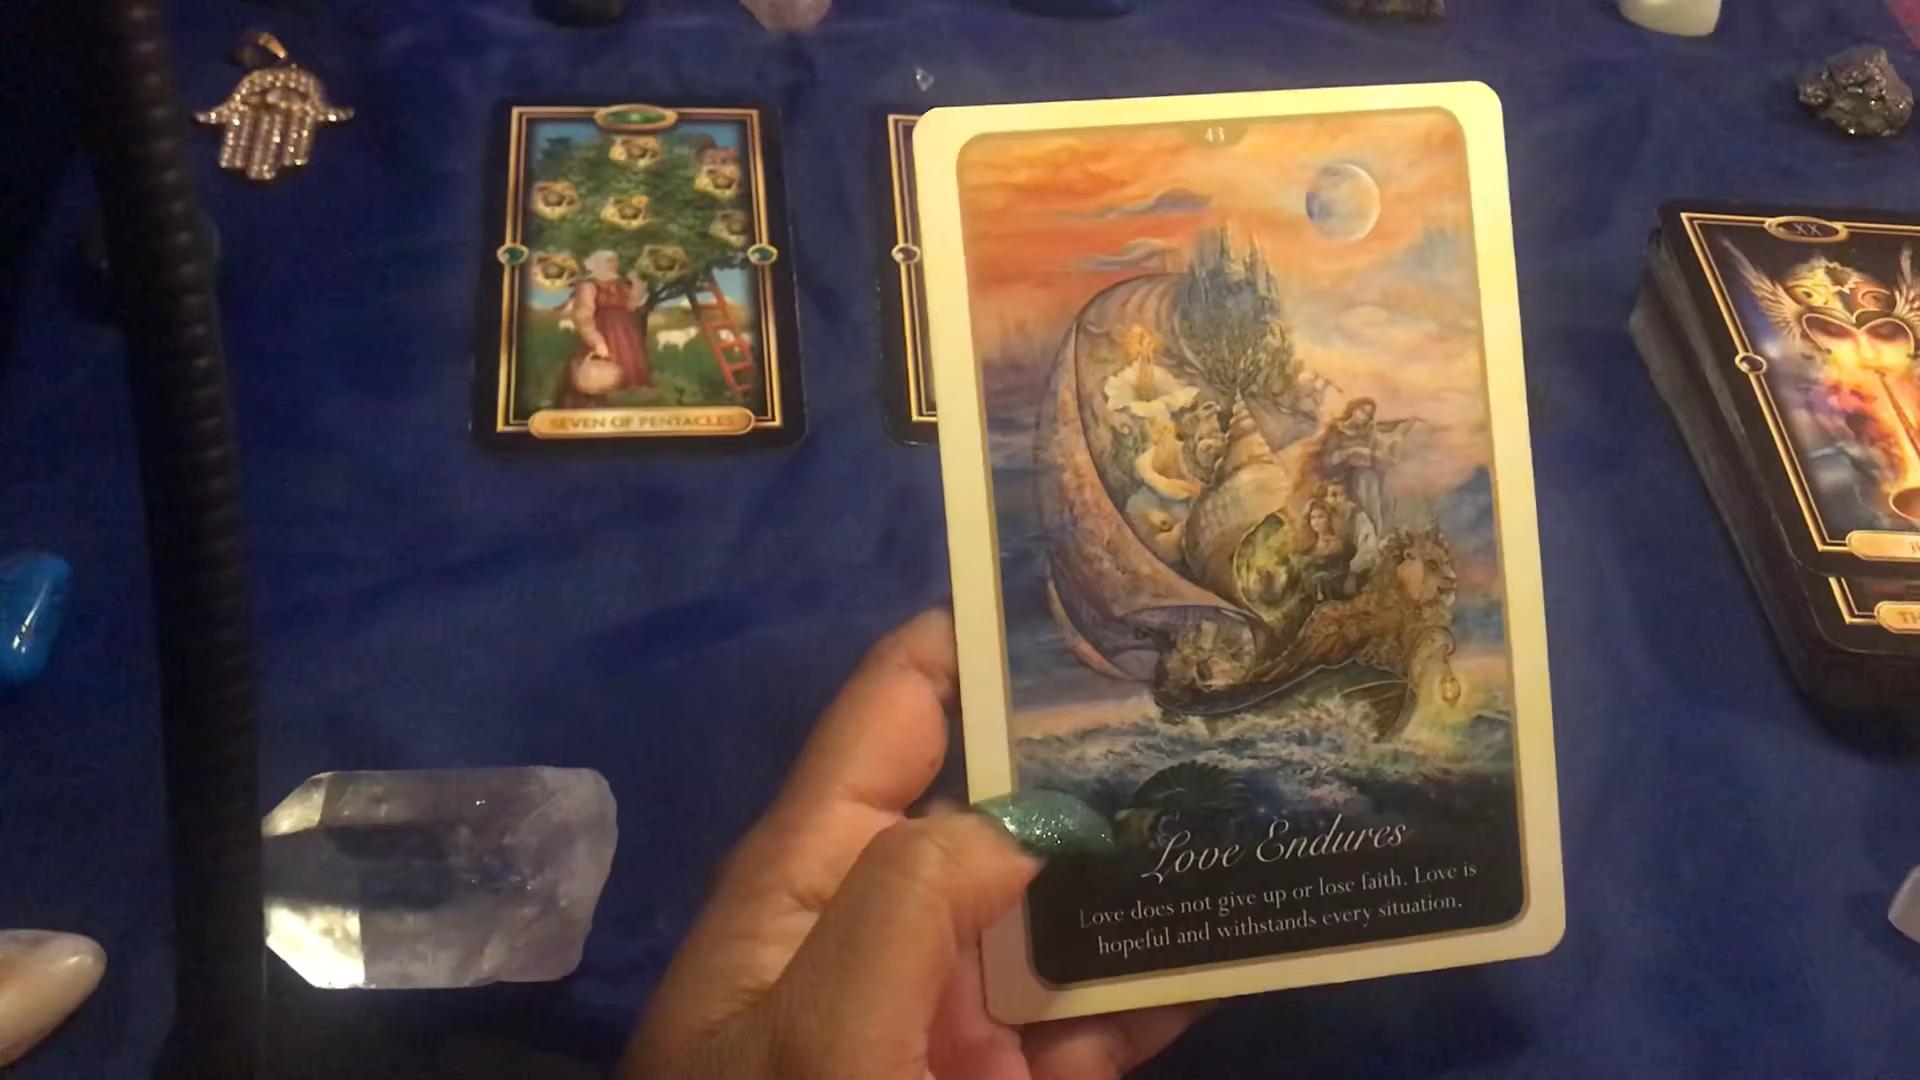 43
XX
SEVEN OF PENTACLES
TH
Love Endures
Love does not give up or lose faith. Love is
hopeful and withstands every situation.